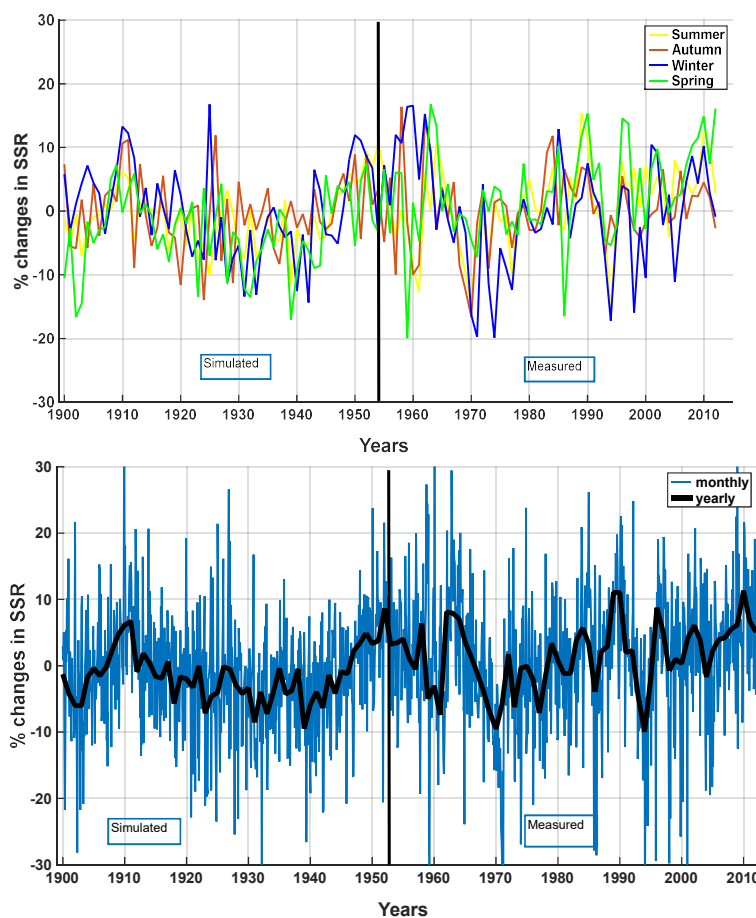 30
Summer
Autumn
Winter
Spring
20
10
0
-10
-20
-30
% changes in SSR
Simulated
Measured
1900 1910 1920 1930 1940 1950 1960 1970 1980 1990 2000 2010
Years
30
monthly
yearly
20
10
0
-10
-20
-30
% changes in SSR
Simulated
Measured
1900 1910 1920 1930 1940 1950 1960 1970 1980 1990 2000 2010
Years